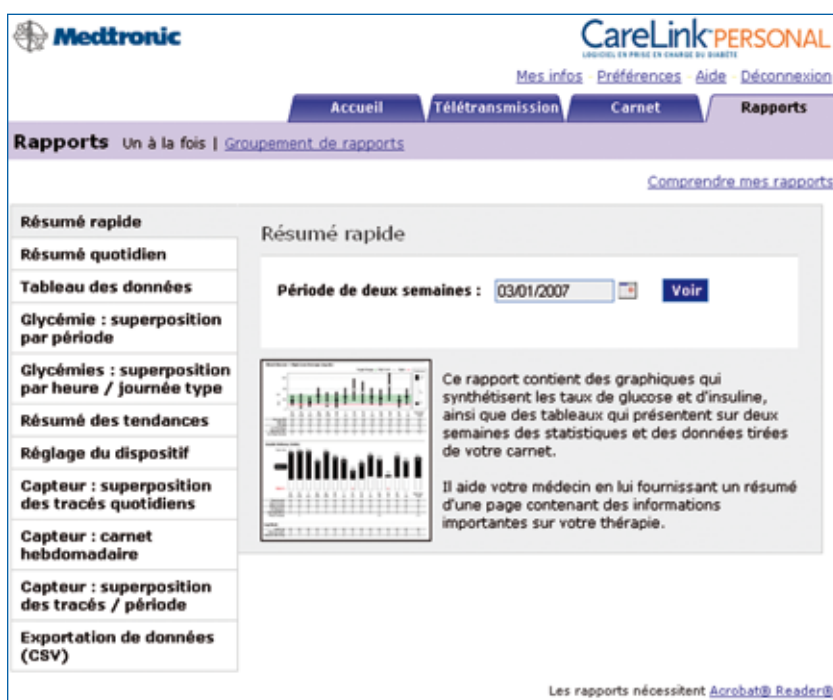 Medtronic
CareLink™ PERSONAL
LOGICIEL EN PRISE EN CHARGE DU DIABÈTE
Mes infos - Préférences - Aide - Déconnexion
Accueil Télétransmission Carnet Rapports
Rapports Un à la fois | Groupement de rapports
Comprendre mes rapports
Résumé rapide
Résumé quotidien
Tableau des données
Glycémie : superposition
par période
Glycémies : superposition
par heure / journée type
Résumé des tendances
Réglage du dispositif
Capteur : superposition
des tracés quotidiens
Capteur : carnet
hebdomadaire
Capteur : superposition
des tracés / période
Exportation de données
(CSV)
Résumé rapide
Période de deux semaines : 03/01/2007 Voir
Ce rapport contient des graphiques qui
synthétisent les taux de glucose et d'insuline,
ainsi que des tableaux qui présentent sur deux
semaines des statistiques et des données tirées
de votre carnet.
Il aide votre médecin en lui fournissant un résumé
d'une page contenant des informations
importantes sur votre thérapie.
Les rapports nécessitent Acrobat® Reader®